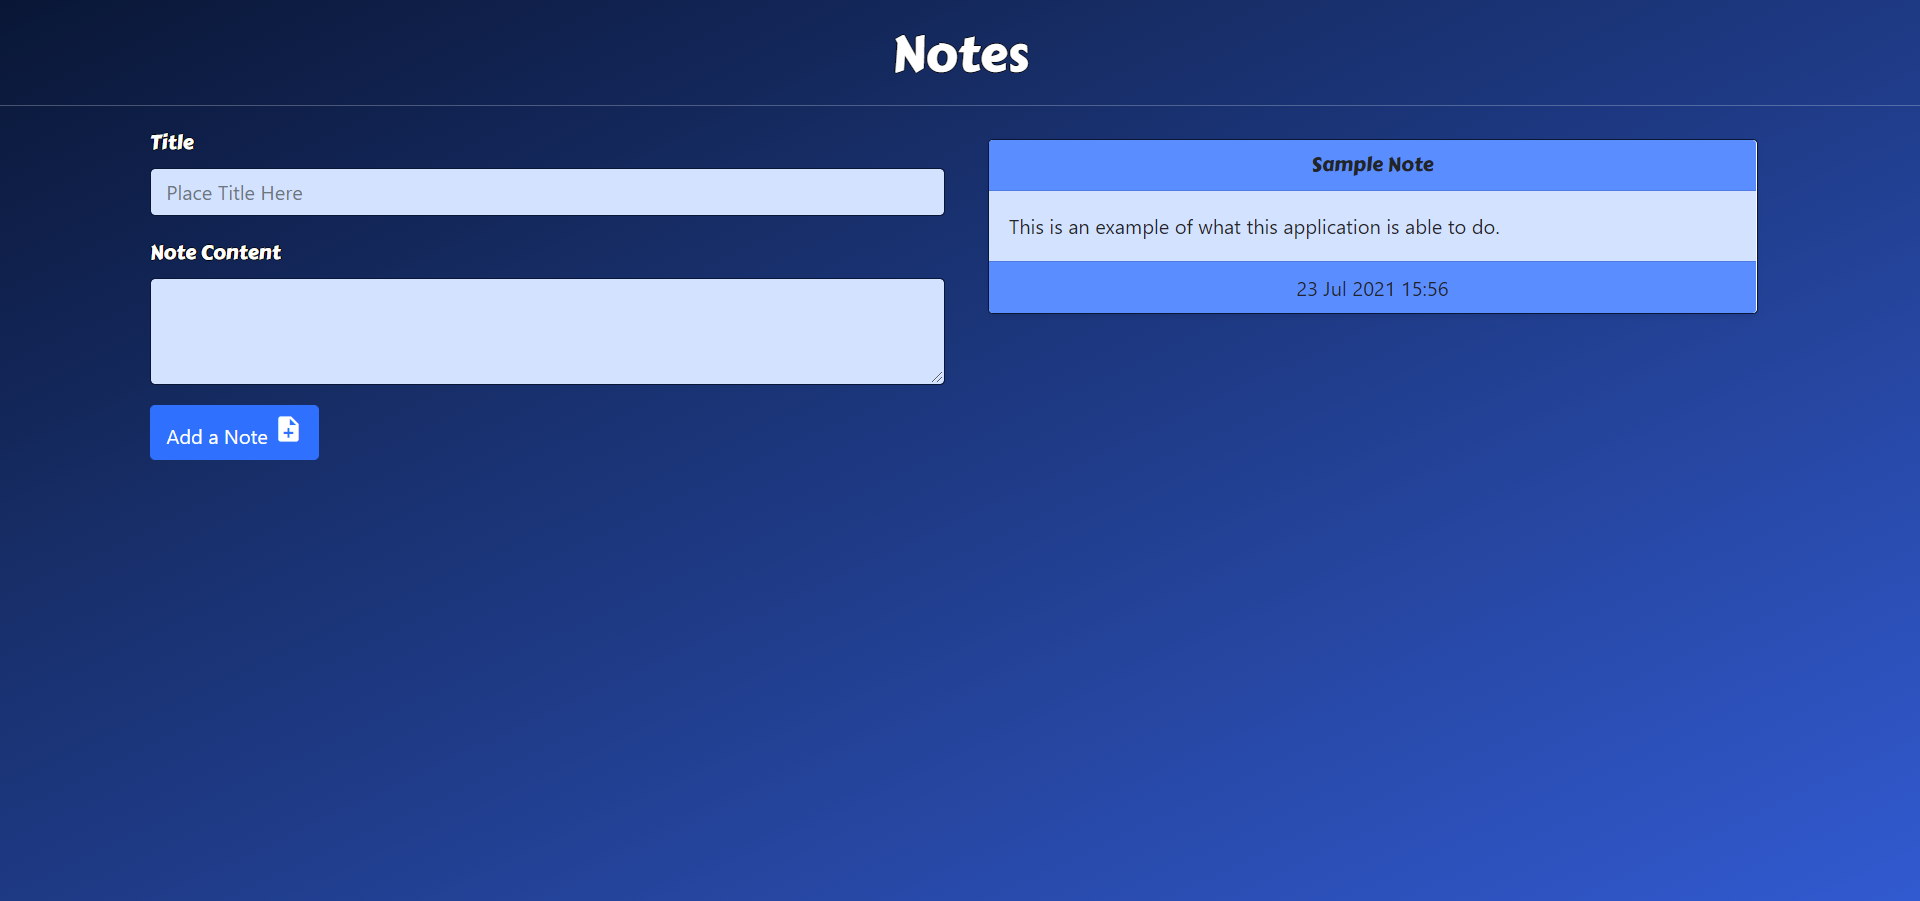 Notes
Title
Place Title Here
Note Content
Add a Note
Sample Note
This is an example of what this application is able to do.
23 Jul 2021 15:56